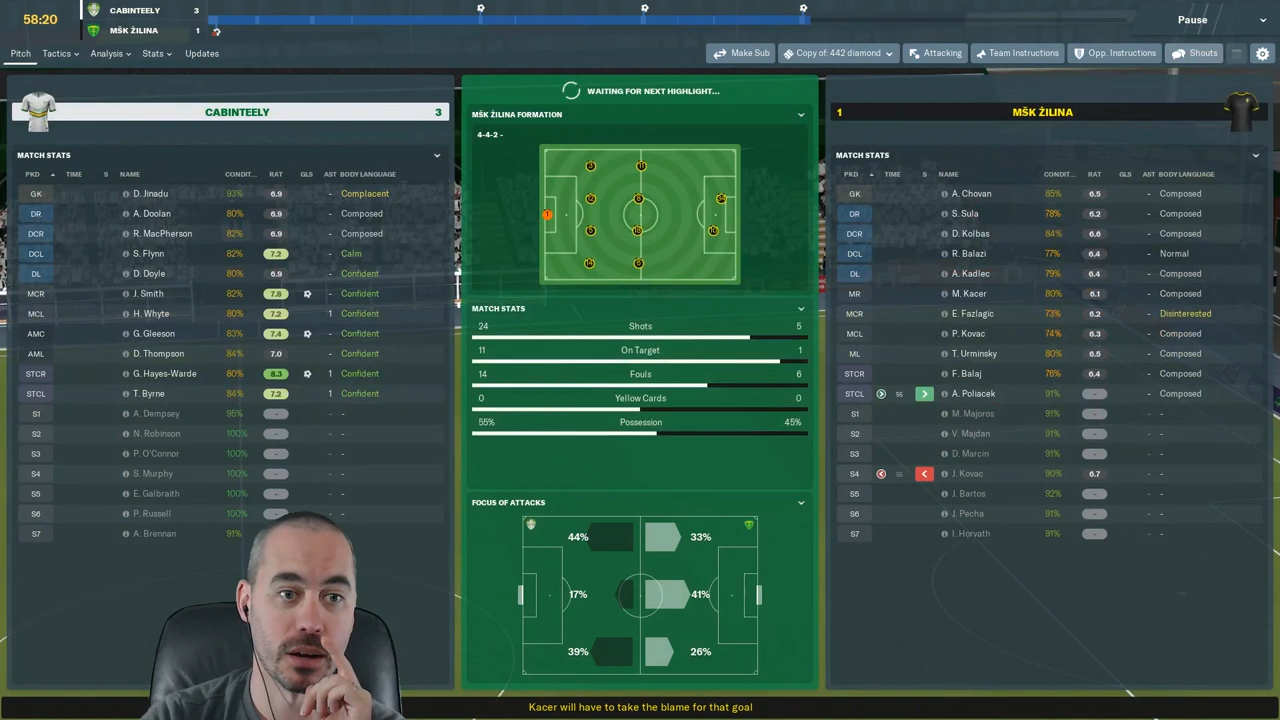 58:20
CABINTEELY 3
MŠK ŽILINA 1
Pause
Pitch Tactics Analysis Stats Updates
Make Sub Copy of: 442 diamond Attacking Team Instructions Opp. Instructions Shouts
CABINTEELY 3
MATCH STATS
PKD TIME S NAME CONDIT... RAT GLS AST BODY LANGUAGE
GK D. Jinadu 93% 6.9 - Complacent
DR A. Doolan 80% 6.9 - Composed
DCR R. MacPherson 82% 6.9 - Composed
DCL S. Flynn 82% 7.2 - Calm
DL D. Doyle 80% 6.9 - Confident
MCR J. Smith 82% 7.8 - Confident
MCL H. Whyte 80% 7.2 1 Confident
AMC G. Gleeson 83% 7.4 - Confident
AML D. Thompson 84% 7.0 - Confident
STCR G. Hayes-Warde 80% 8.3 1 Confident
STCL T. Byrne 84% 7.2 1 Confident
S1 A. Dempsey 95% - - -
S2 N. Robinson 100% - - -
S3 P. O'Connor 100% - - -
S4 S. Murphy 100% - - -
S5 E. Galbraith 100% - - -
S6 P. Russell 100% - - -
S7 A. Brennan 91% - -
WAITING FOR NEXT HIGHLIGHT...
MŠK ŽILINA FORMATION
4-4-2 -
MATCH STATS
24 Shots 5
11 On Target 1
14 Fouls 6
0 Yellow Cards 0
55% Possession 45%
FOCUS OF ATTACKS
44% 33%
17% 41%
39% 26%
1 MŠK ŽILINA
MATCH STATS
PKD TIME S NAME CONDIT... RAT GLS AST BODY LANGUAGE
GK A. Chovan 85% 6.5 - Composed
DR S. Sula 78% 6.2 - Composed
DCR D. Kolbas 84% 6.6 - Composed
DCL R. Balazi 77% 6.4 - Normal
DL A. Kadlec 79% 6.4 - Composed
MR M. Kacer 80% 6.1 - Composed
MCR E. Fazlagic 73% 6.2 - Disinterested
MCL P. Kovac 74% 6.3 - Composed
ML T. Urminsky 80% 6.5 - Composed
STCR F. Balaj 76% 6.4 - Composed
STCL 56 A. Poliacek 91% - - Composed
S1 M. Majoros 91% - - -
S2 V. Majdan 91% - - -
S3 D. Marcin 91% - - -
S4 56 J. Kovac 90% 6.7 - -
S5 J. Bartos 92% - - -
S6 J. Pecha 91% - - -
S7 J. Horvath 91% - - -
Kacer will have to take the blame for that goal